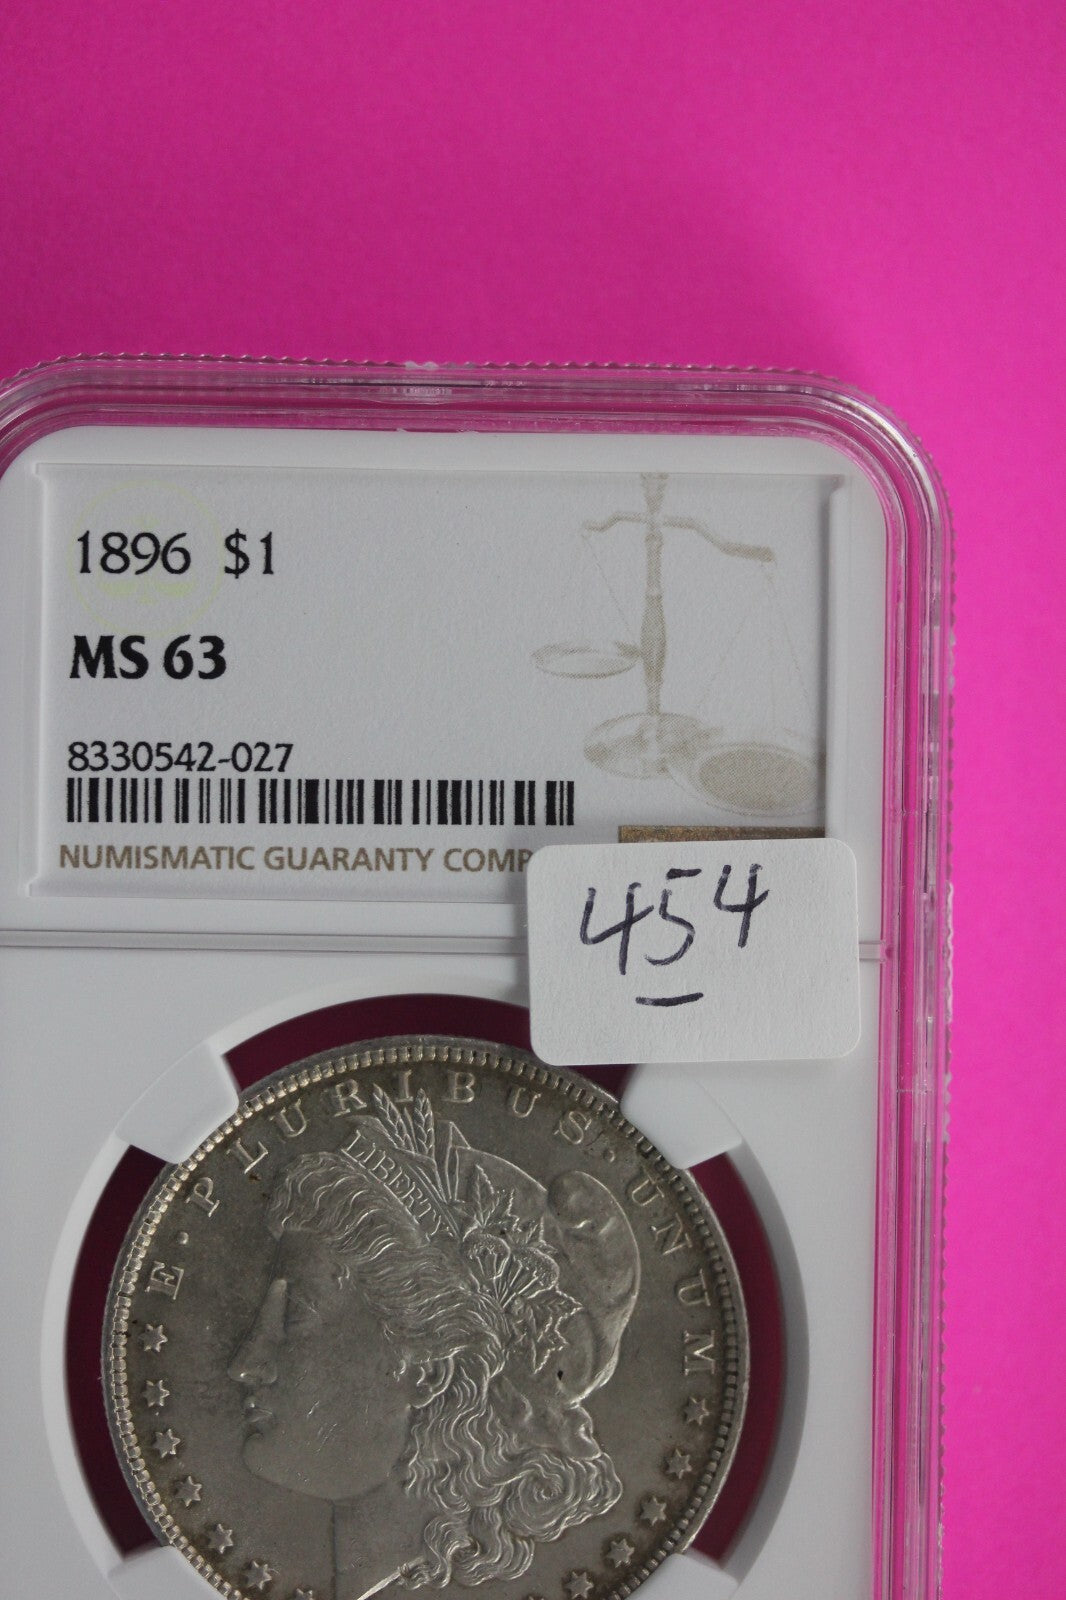 1896 $1
MS 63
8330542-027
NUMISMATIC GUARANTY COMP
454
E · PLURIBUS · UNUM
LIBERTY